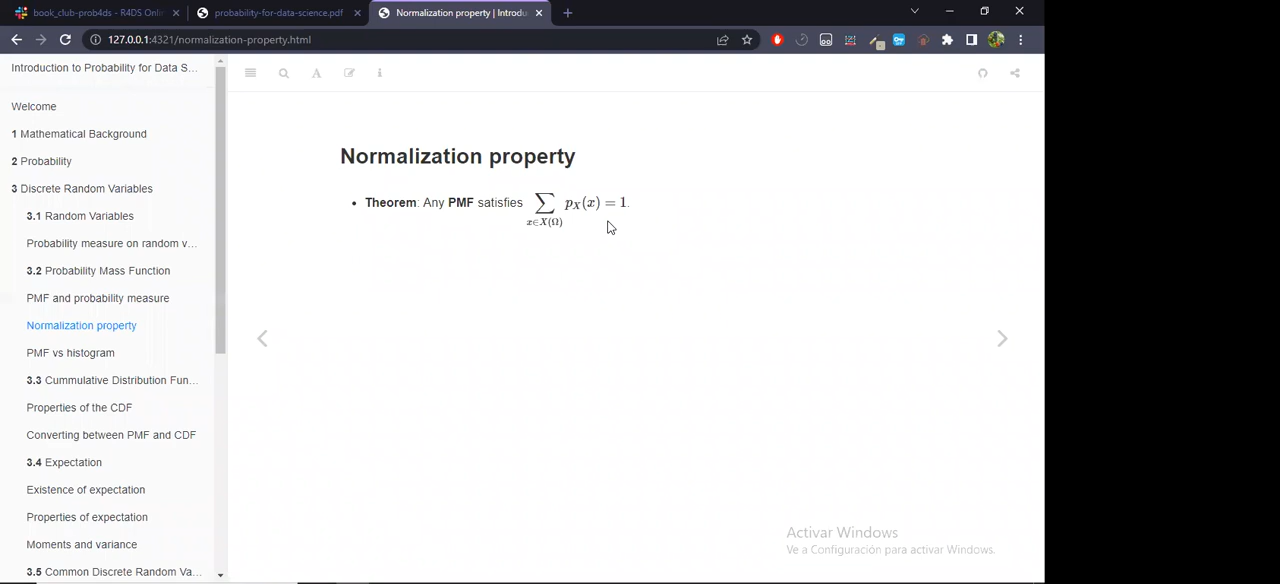 book_club-prob4ds - R4DS Onli
probability-for-data-science.pdf
Normalization property | Introdu
127.0.0.1:4321/normalization-property.html
Introduction to Probability for Data S...
Welcome
1 Mathematical Background
2 Probability
3 Discrete Random Variables
3.1 Random Variables
Probability measure on random v...
3.2 Probability Mass Function
PMF and probability measure
Normalization property
PMF vs histogram
3.3 Cummulative Distribution Fun...
Properties of the CDF
Converting between PMF and CDF
3.4 Expectation
Existence of expectation
Properties of expectation
Moments and variance
3.5 Common Discrete Random Va...
Normalization property
• Theorem: Any PMF satisfies ∑ p_X(x) = 1.
x∈X(Ω)
Activar Windows
Ve a Configuración para activar Windows.